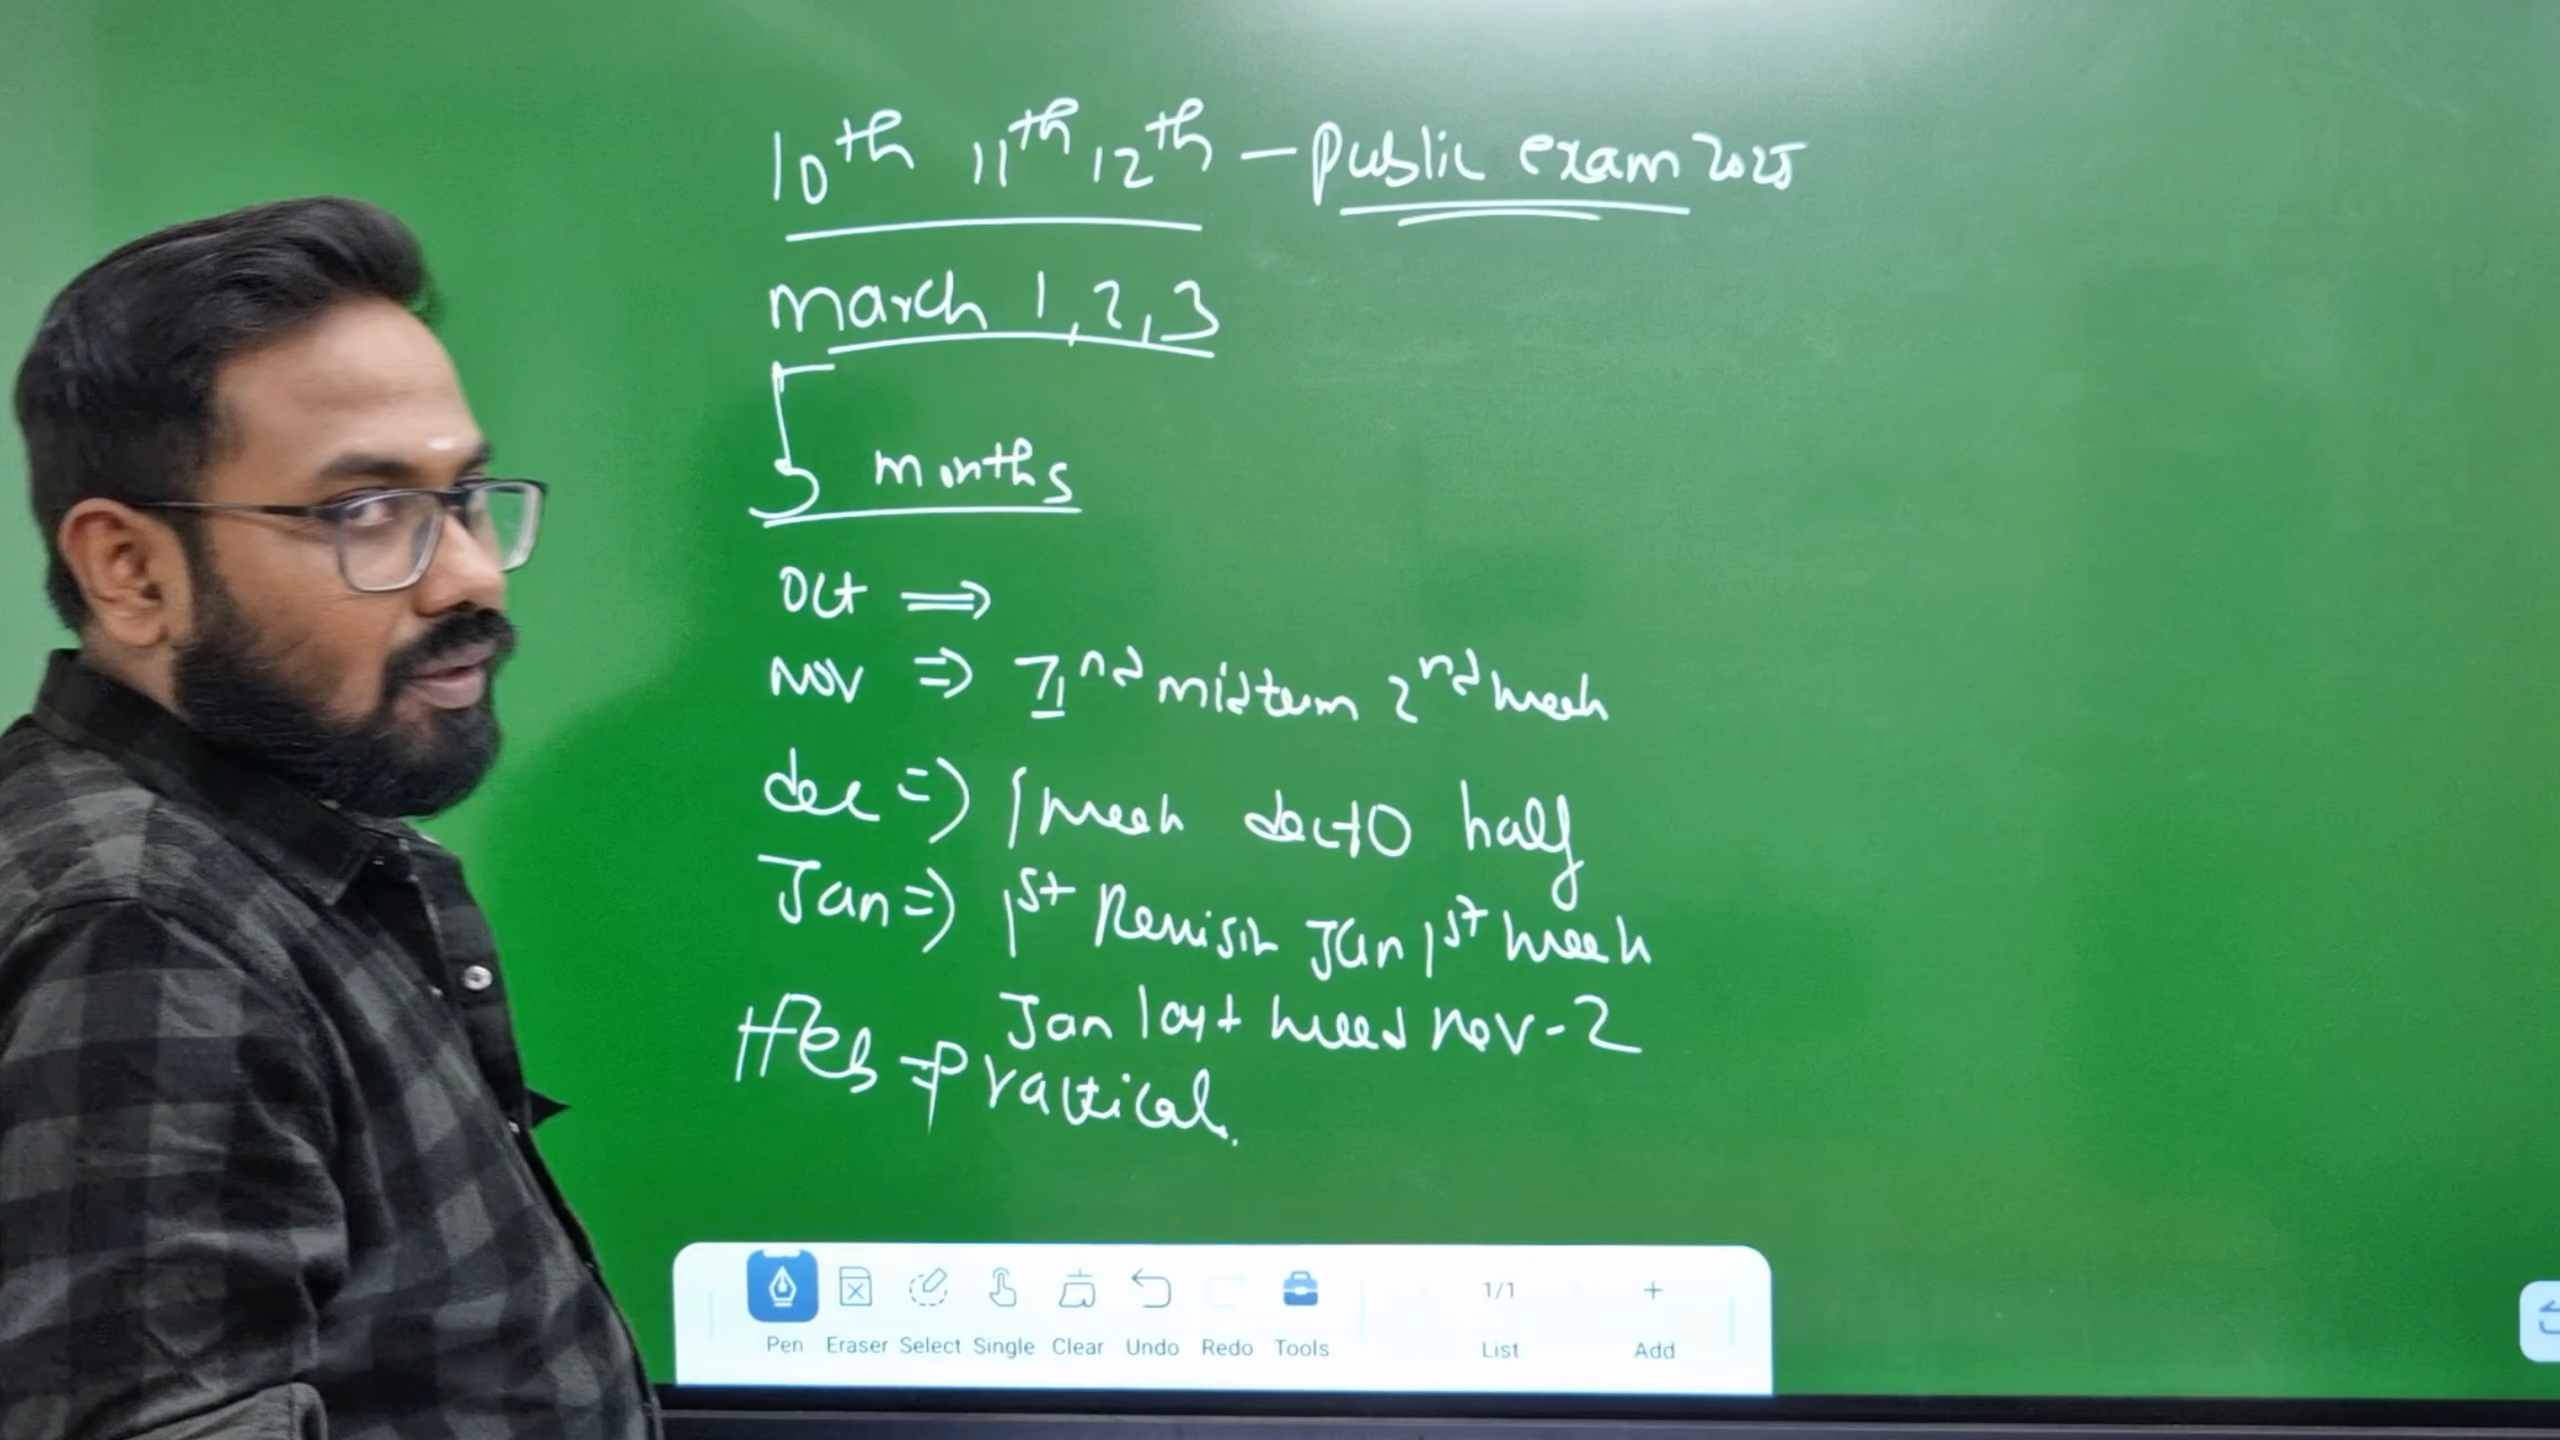 10th 11th 12th - public exam 2025
march 1,2,3
5 months
Oct ⇒
Nov ⇒ IInd midterm 2nd week
dec ⇒ 1 week dec 10 half
Jan ⇒ 1st Revision Jan 1st week
Jan last week rev-2
Feb ⇒ practical.
1/1 +
Pen Eraser Select Single Clear Undo Redo Tools List Add